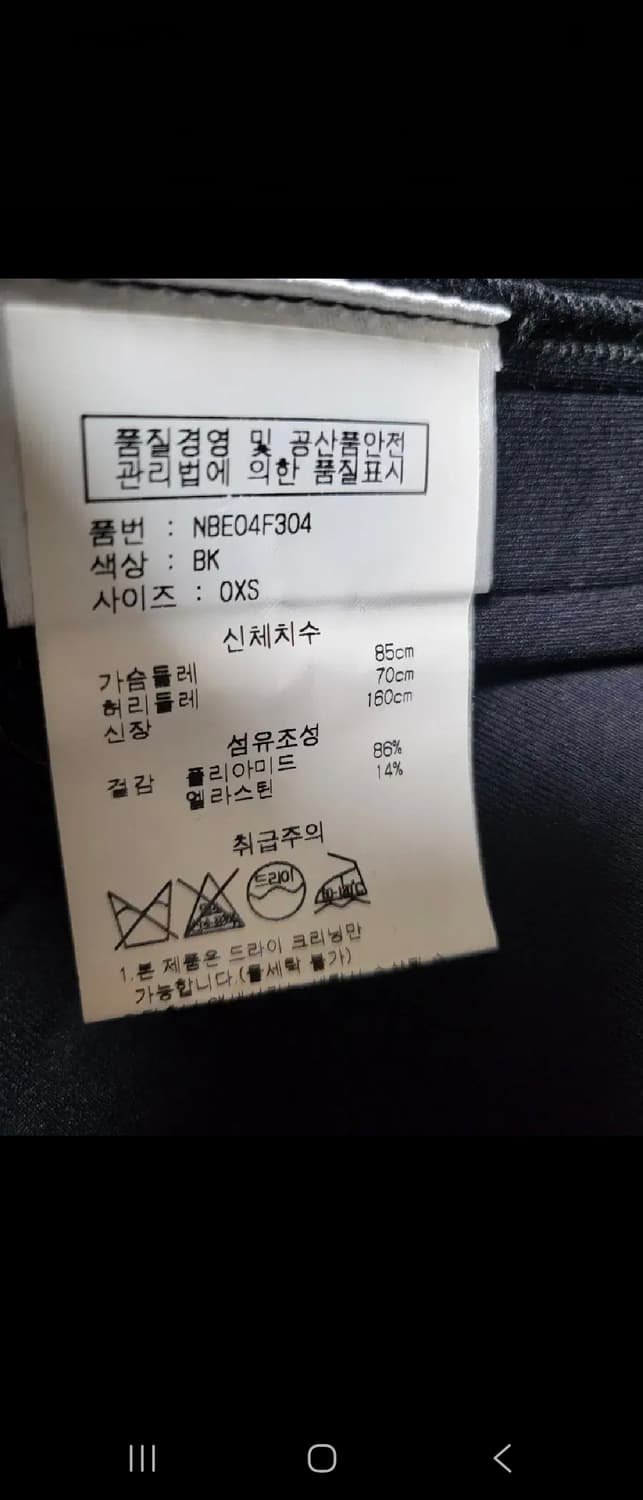 품질경영 및 공산품안전
관리법에 의한 품질표시
품번 : NBE04F304
색상 : BK
사이즈 : 0XS
신체치수
가슴둘레 85cm
허리둘레 70cm
신장 160cm
섬유조성
겉감 폴리아미드 86%
엘라스틴 14%
취급주의
드라이
1.본 제품은 드라이 크리닝만
가능합니다.(물세탁 불가)